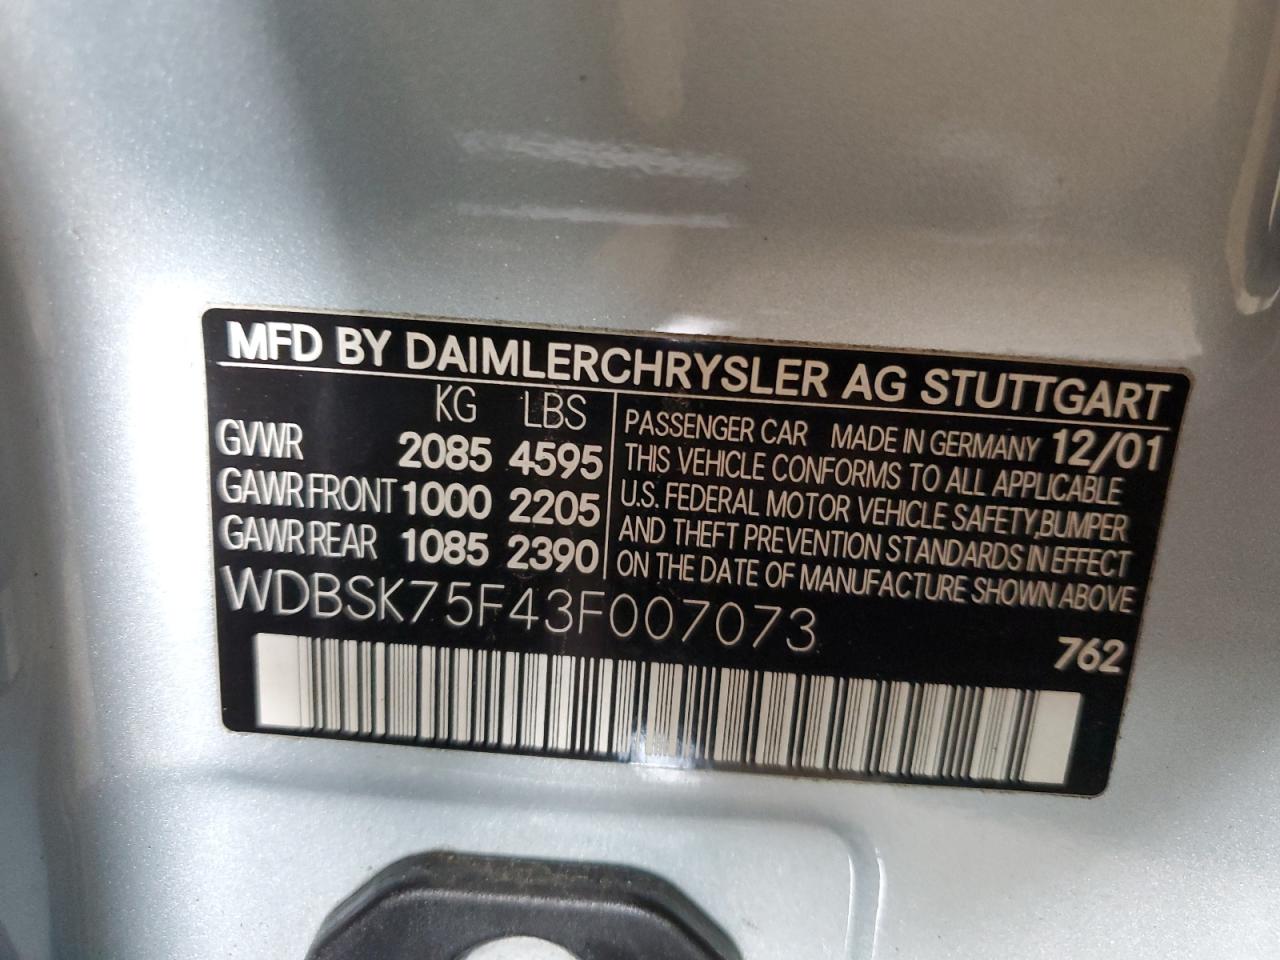 MFD BY DAIMLERCHRYSLER AG STUTTGART
KG LBS
GVWR 2085 4595
GAWR FRONT 1000 2205
GAWR REAR 1085 2390
PASSENGER CAR MADE IN GERMANY 12/01
THIS VEHICLE CONFORMS TO ALL APPLICABLE
U.S. FEDERAL MOTOR VEHICLE SAFETY,BUMPER
AND THEFT PREVENTION STANDARDS IN EFFECT
ON THE DATE OF MANUFACTURE SHOWN ABOVE
WDBSK75F43F007073
762